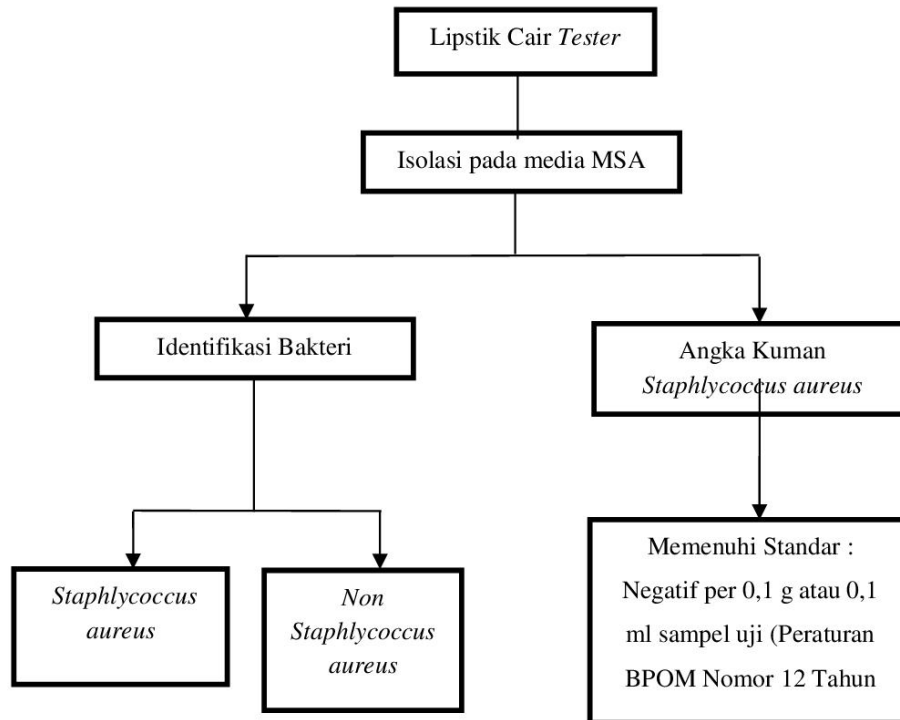 Lipstik Cair Tester
Isolasi pada media MSA
Identifikasi Bakteri
Angka Kuman
Staphlycoccus aureus
Staphlycoccus
aureus
Non
Staphlycoccus
aureus
Memenuhi Standar :
Negatif per 0,1 g atau 0,1
ml sampel uji (Peraturan
BPOM Nomor 12 Tahun